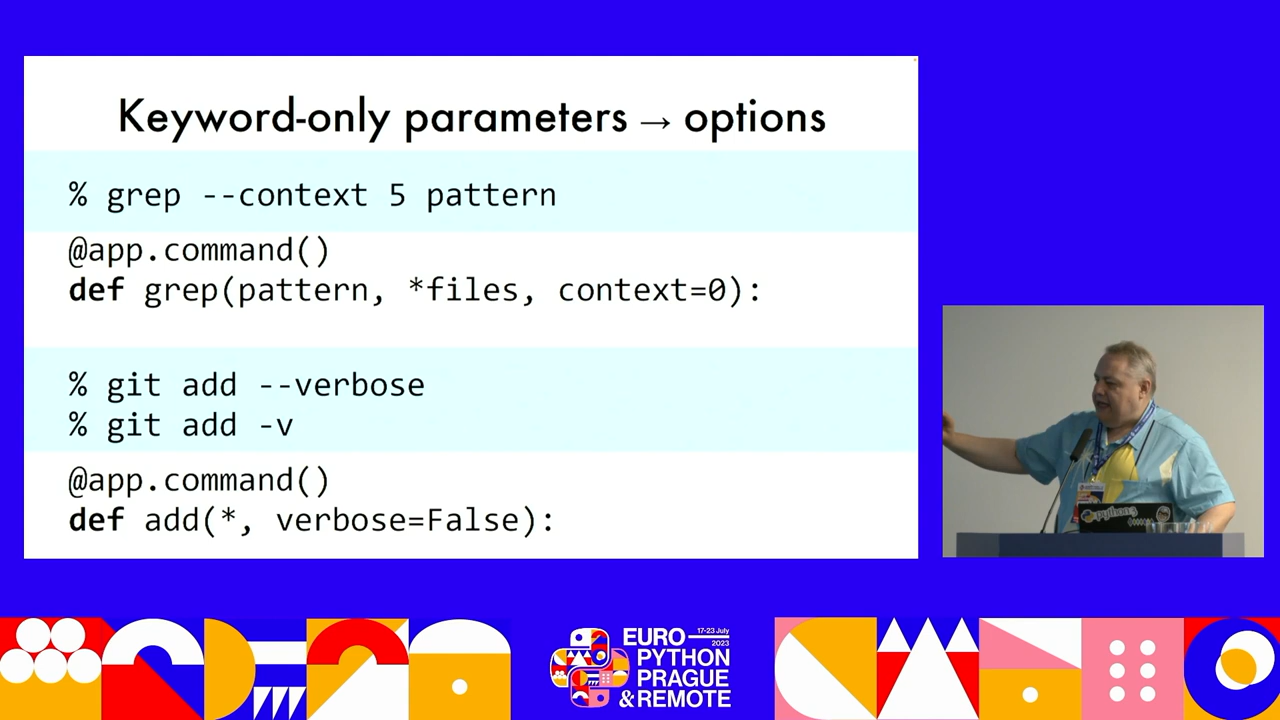 Keyword-only parameters → options
% grep --context 5 pattern
@app.command()
def grep(pattern, *files, context=0):
% git add --verbose
% git add -v
@app.command()
def add(*, verbose=False):
python3
17-23 July
2023
EURO
PYTHON
PRAGUE
& REMOTE